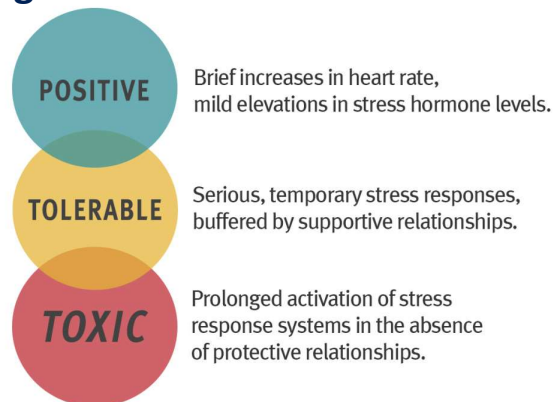 POSITIVE
Brief increases in heart rate,
mild elevations in stress hormone levels.
TOLERABLE
Serious, temporary stress responses,
buffered by supportive relationships.
TOXIC
Prolonged activation of stress
response systems in the absence
of protective relationships.